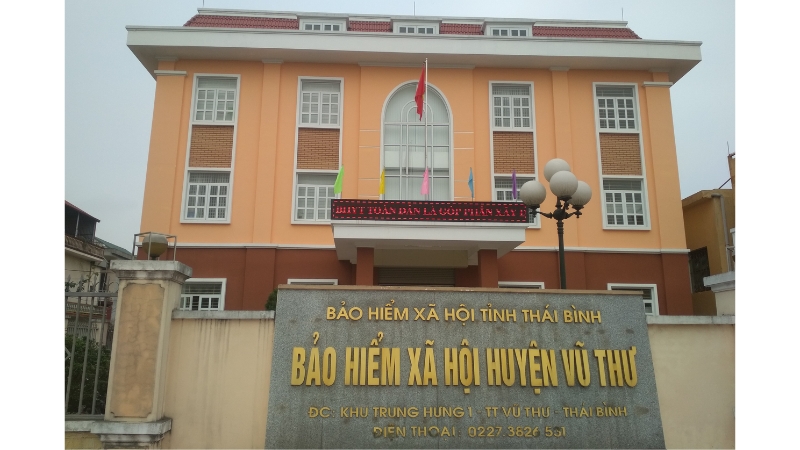 BHYT TOÀN DÂN LÀ GÓP PHẦN XÂY
BẢO HIỂM XÃ HỘI TỈNH THÁI BÌNH
BẢO HIỂM XÃ HỘI HUYỆN VŨ THƯ
ĐC: KHU TRUNG HƯNG 1 TT VŨ THƯ - THÁI BÌNH
ĐIỆN THOẠI: 0227.3826 551